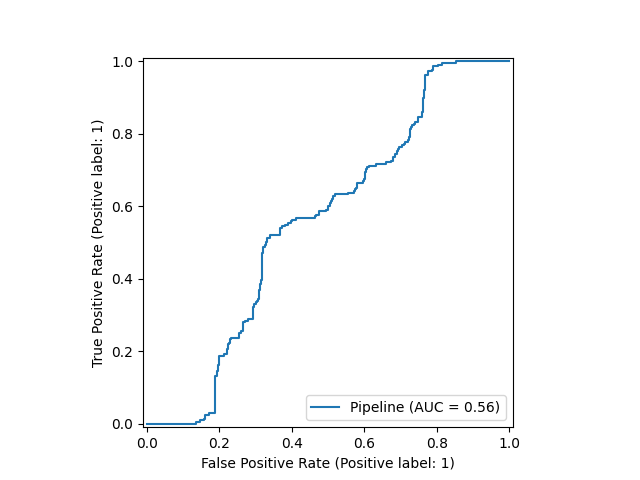 1.0
0.8
0.6
0.4
0.2
0.0
True Positive Rate (Positive label: 1)
Pipeline (AUC = 0.56)
0.0 0.2 0.4 0.6 0.8 1.0
False Positive Rate (Positive label: 1)